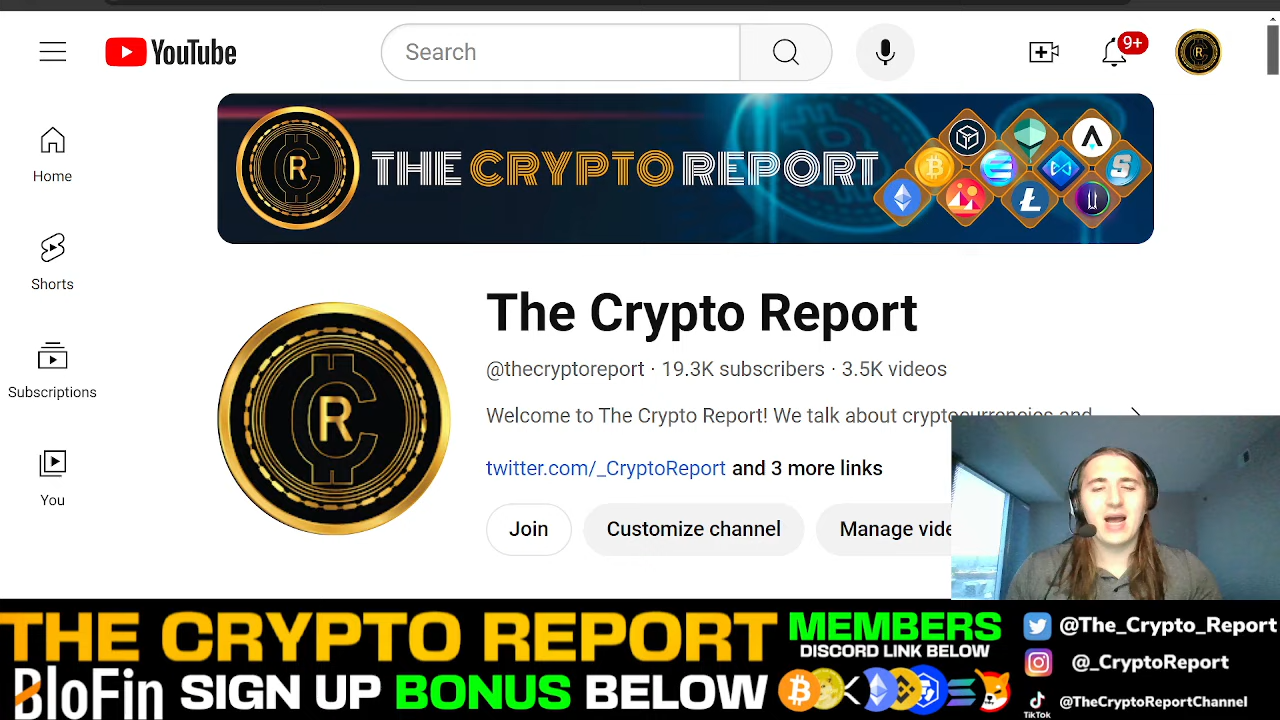 YouTube
Search
9+
R
THE CRYPTO REPORT
Home
Shorts
Subscriptions
You
R
The Crypto Report
@thecryptoreport · 19.3K subscribers · 3.5K videos
Welcome to The Crypto Report! We talk about cryptocurrencies and
twitter.com/_CryptoReport and 3 more links
Join
Customize channel
Manage vide
THE CRYPTO REPORT
MEMBERS
DISCORD LINK BELOW
BloFin SIGN UP BONUS BELOW
@The_Crypto_Report
@_CryptoReport
TikTok
@TheCryptoReportChannel